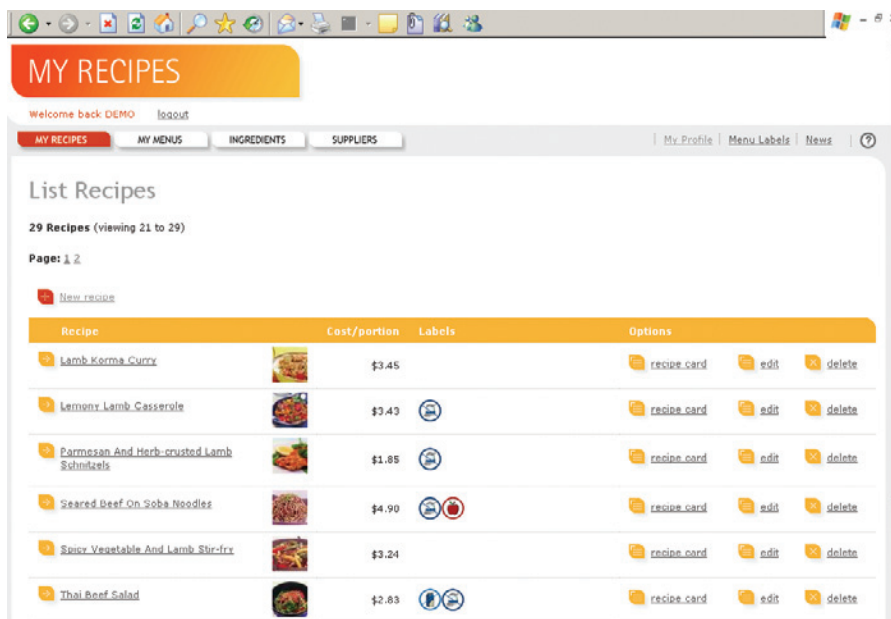 MY RECIPES
Welcome back DEMO logout
MY RECIPES MY MENUS INGREDIENTS SUPPLIERS My Profile Menu Labels News ?
List Recipes
29 Recipes (viewing 21 to 29)
Page: 1 2
New recipe
Recipe Cost/portion Labels Options
Lamb Korma Curry $3.45 recipe card edit delete
Lemony Lamb Casserole $3.43 recipe card edit delete
Parmesan And Herb-crusted Lamb
Schnitzels $1.85 recipe card edit delete
Seared Beef On Soba Noodles $4.90 recipe card edit delete
Spicy Vegetable And Lamb Stir-fry $3.24 recipe card edit delete
Thai Beef Salad $2.83 recipe card edit delete